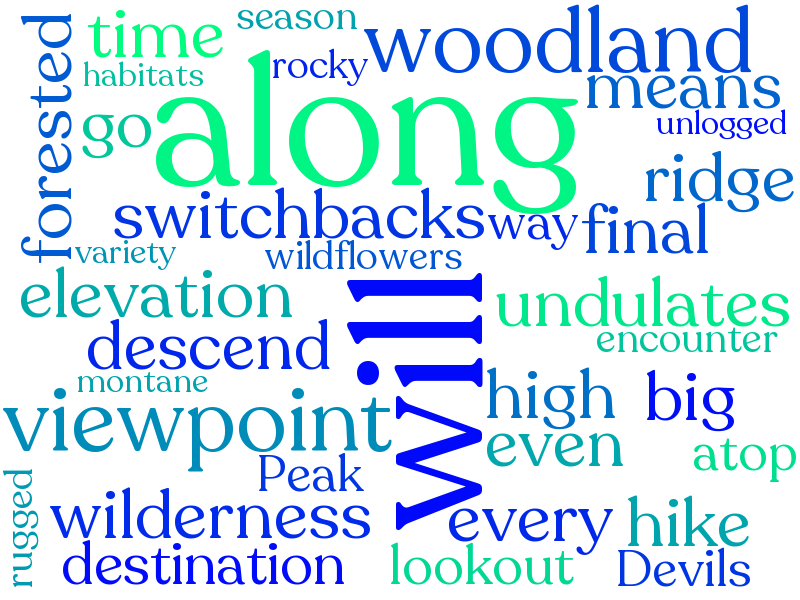 season
time
woodland
rocky
habitats
means
forested
along
go
unlogged
ridge
switchbacks
way
final
variety
wildflowers
elevation
will
undulates
encounter
descend
montane
high
big
viewpoint
even
atop
Peak
rugged
wilderness
every
hike
destination
lookout
Devils